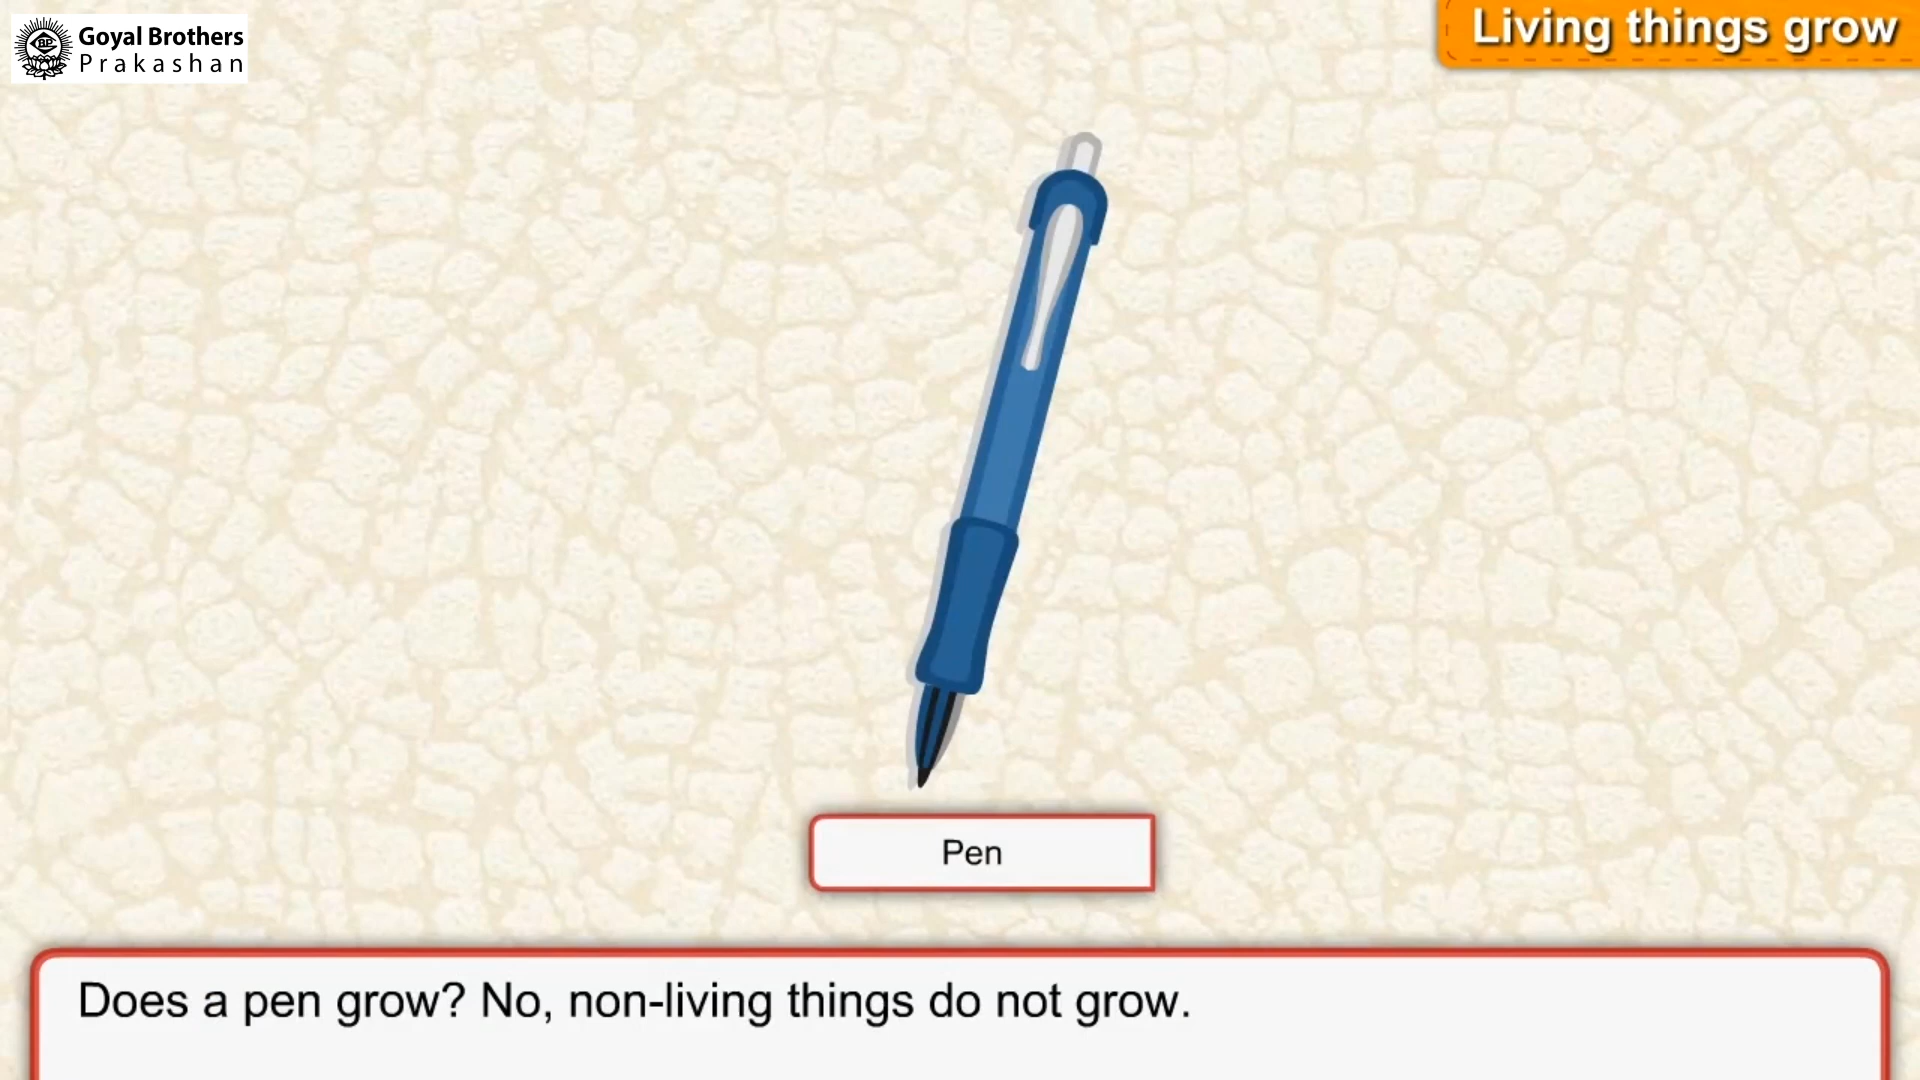 Goyal Brothers
Prakashan
Living things grow
Pen
Does a pen grow? No, non-living things do not grow.